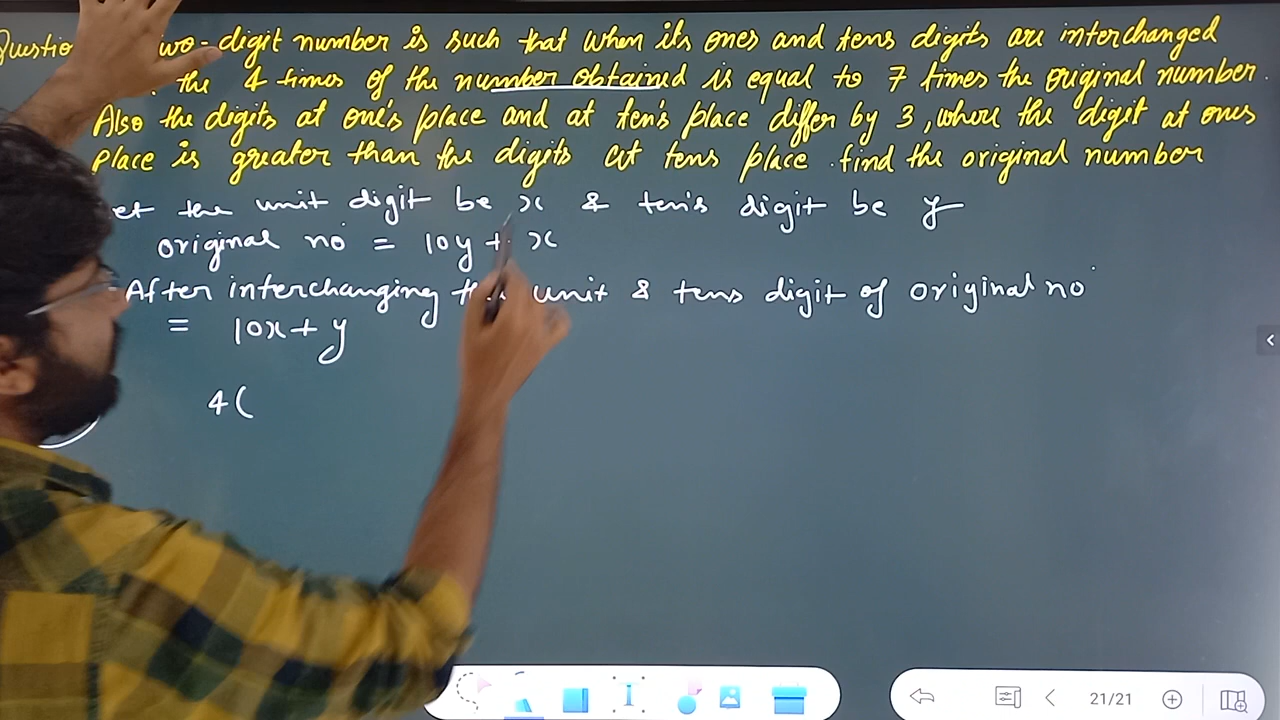 Questio two-digit number is such that when its ones and tens digits are interchanged
the 4 times of the number obtained is equal to 7 times the original number.
Also the digits at one's place and at ten's place differ by 3, where the digit at ones
place is greater than the digits at tens place . find the original number
et the unit digit be x & ten's digit be y
original no = 10y + x
After interchanging the unit & tens digit of original no
= 10x + y
4(
21/21